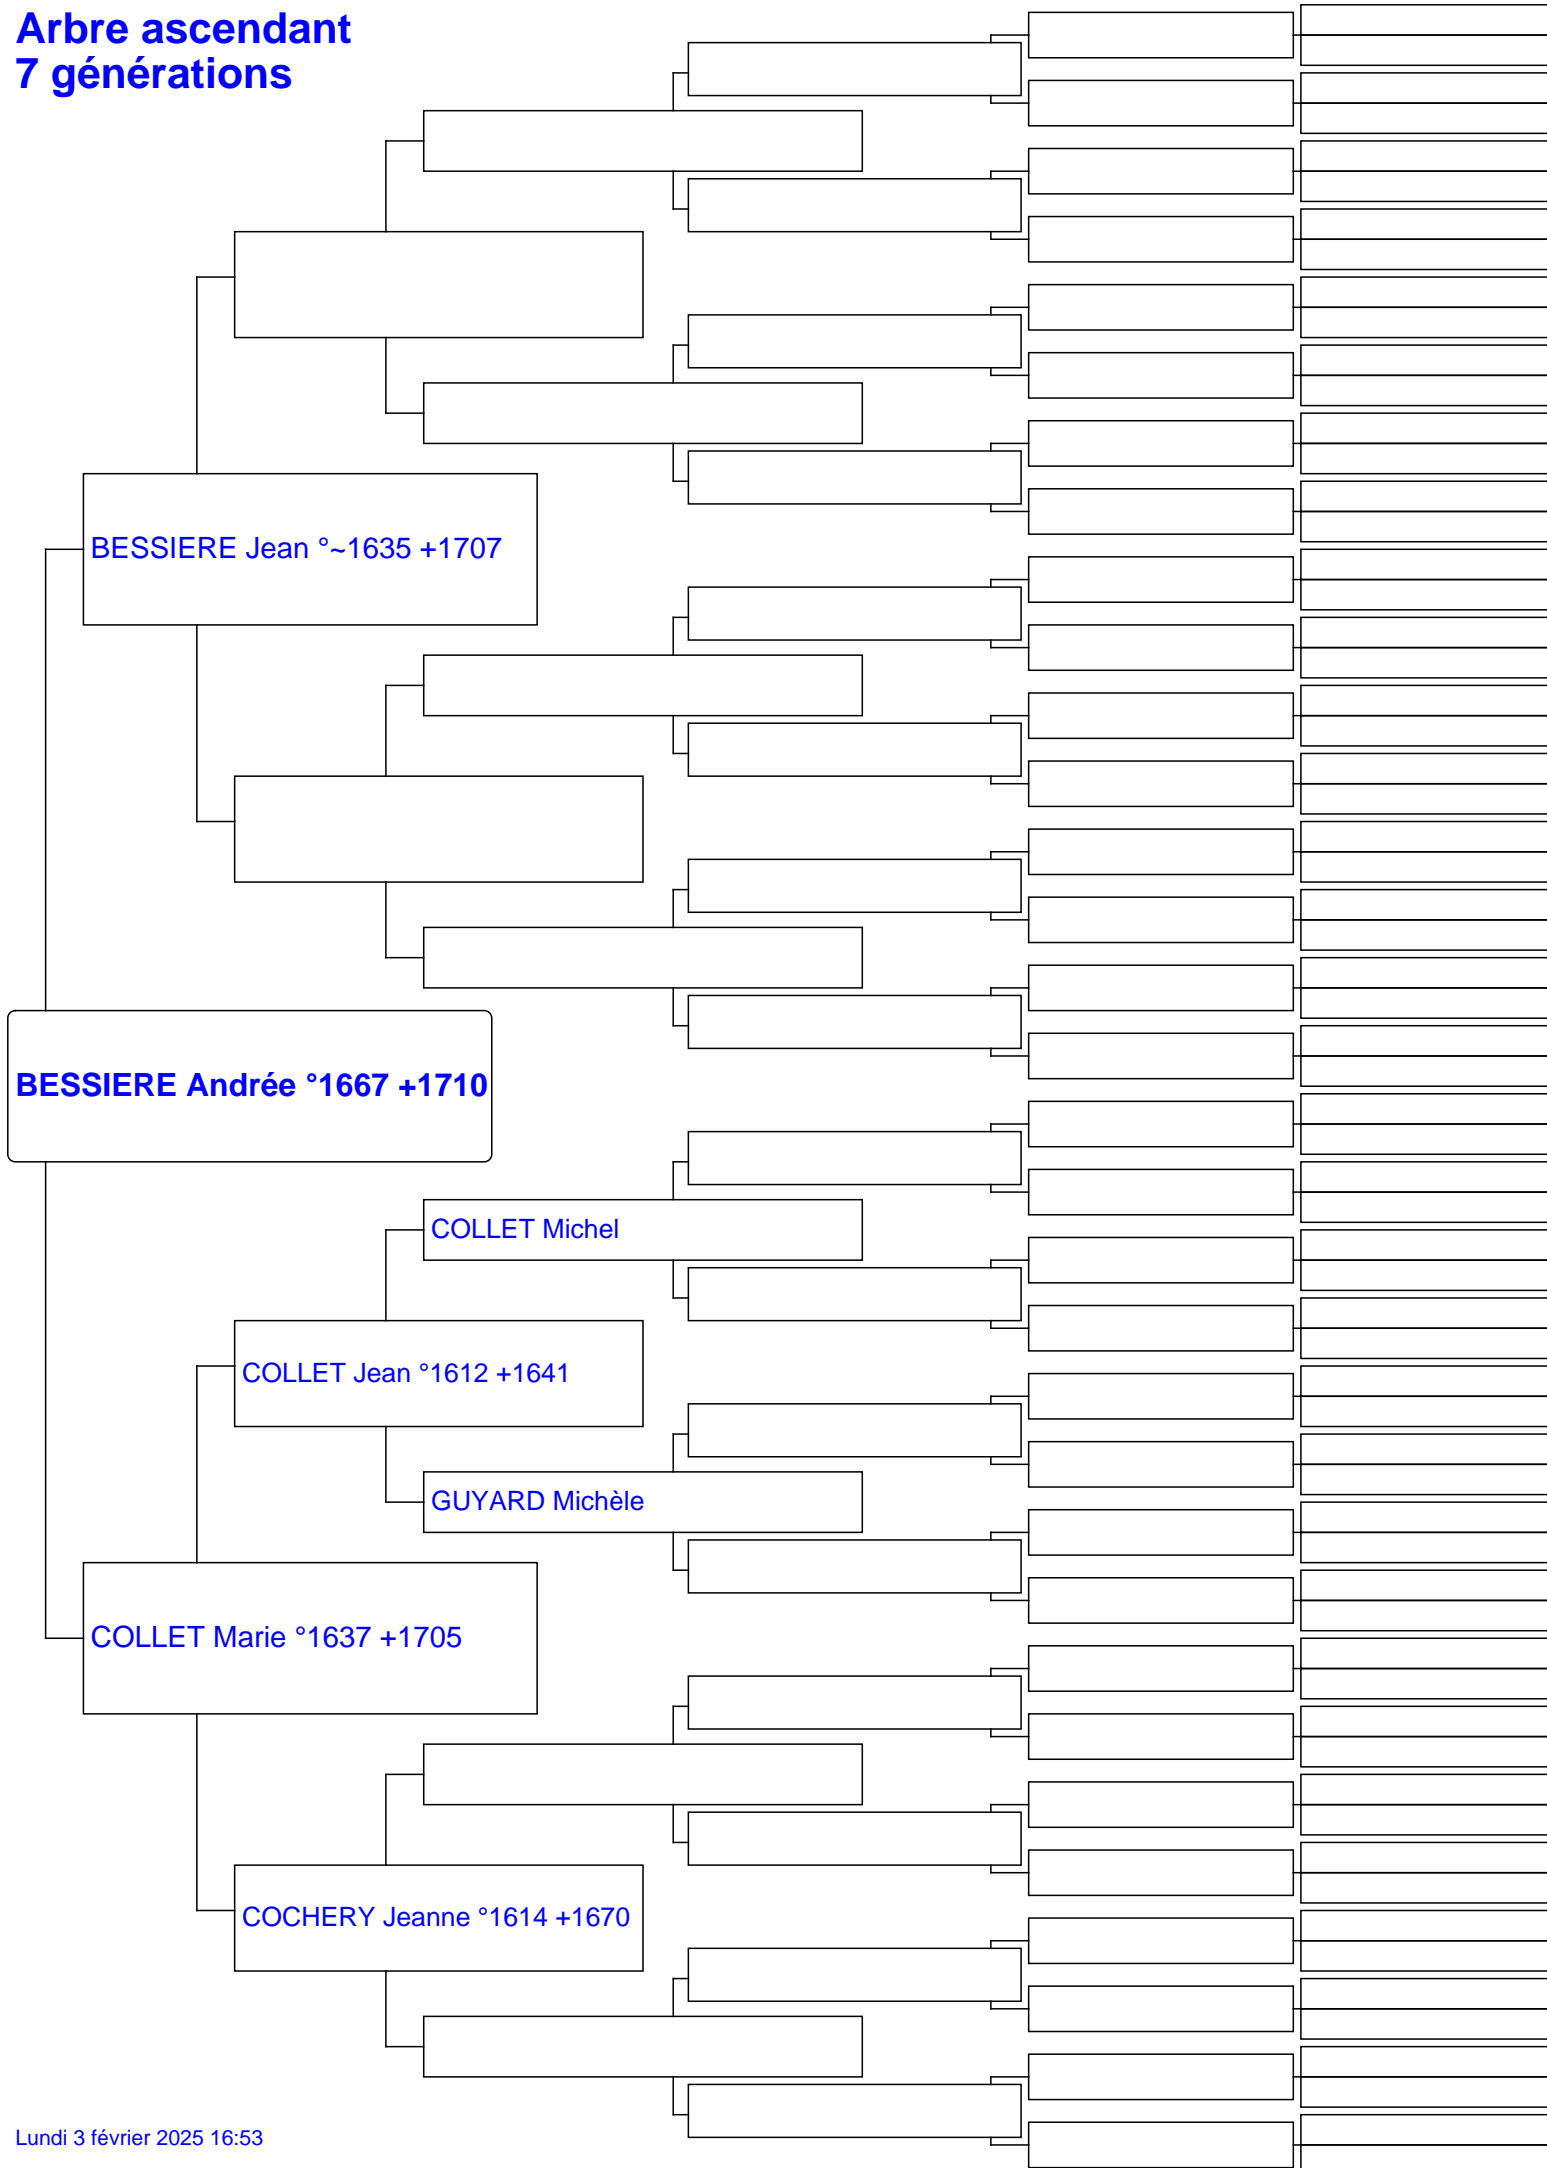 Arbre ascendant
7 générations
BESSIERE Jean °~1635 +1707
BESSIERE Andrée °1667 +1710
COLLET Michel
COLLET Jean °1612 +1641
GUYARD Michèle
COLLET Marie °1637 +1705
COCHERY Jeanne °1614 +1670
Lundi 3 février 2025 16:53